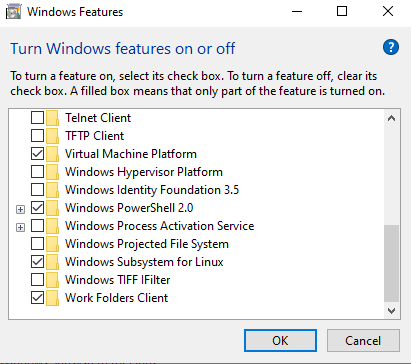 Windows Features
Turn Windows features on or off
To turn a feature on, select its check box. To turn a feature off, clear its
check box. A filled box means that only part of the feature is turned on.
Telnet Client
TFTP Client
Virtual Machine Platform
Windows Hypervisor Platform
Windows Identity Foundation 3.5
Windows PowerShell 2.0
Windows Process Activation Service
Windows Projected File System
Windows Subsystem for Linux
Windows TIFF IFilter
Work Folders Client
OK Cancel